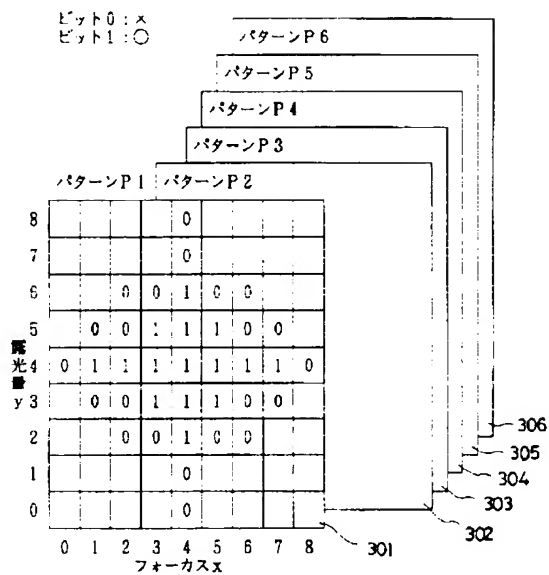 ビット0:×
ビット1:○
パターンP6
パターンP5
パターンP4
パターンP3
パターンP1 パターンP2
8 0
7 0
6 0 0 1 0 0
5 0 0 1 1 1 0 0
4 0 1 1 1 1 1 1 1 0
3 0 0 1 1 1 0 0
2 0 0 1 0 0
1 0
0 0
露光量y
0 1 2 3 4 5 6 7 8
フォーカスx
301
302
303
304
305
306